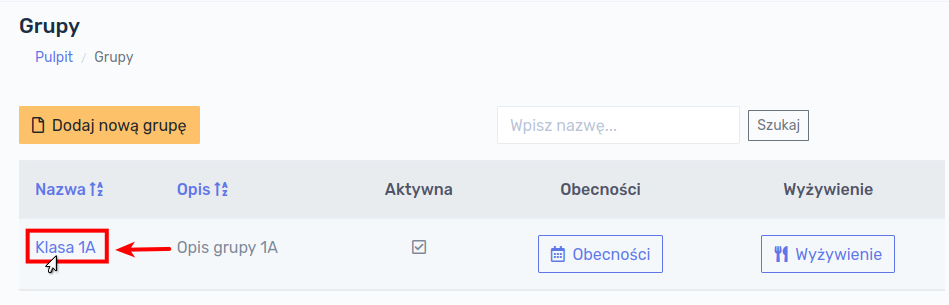 Grupy
Pulpit / Grupy
Dodaj nową grupę
Wpisz nazwę...
Szukaj
Nazwa Opis Aktywna Obecności Wyżywienie
Klasa 1A Opis grupy 1A Obecności Wyżywienie